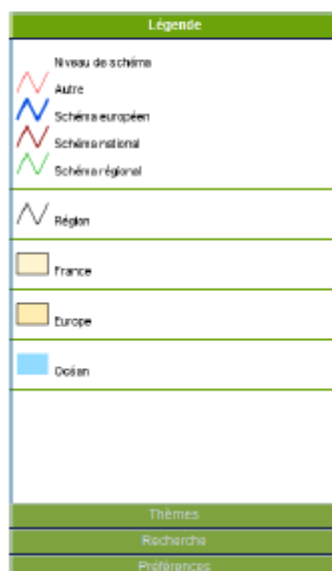 Légende
Niveau de schéma
Autre
Schéma européen
Schéma national
Schéma régional
Région
France
Europe
Océan
Thèmes
Recherche
Préférences